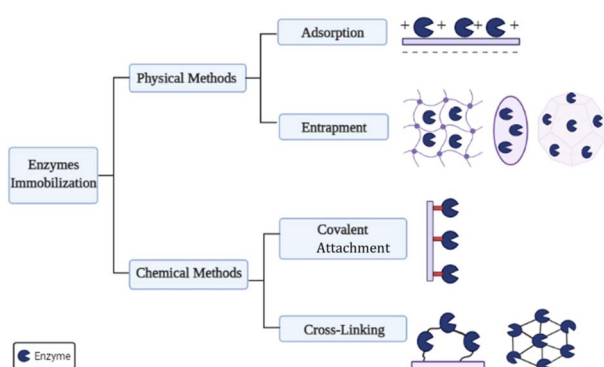 Adsorption
+ + + +
Physical Methods
Entrapment
Enzymes
Immobilization
Covalent
Attachment
Chemical Methods
Cross-Linking
Enzyme